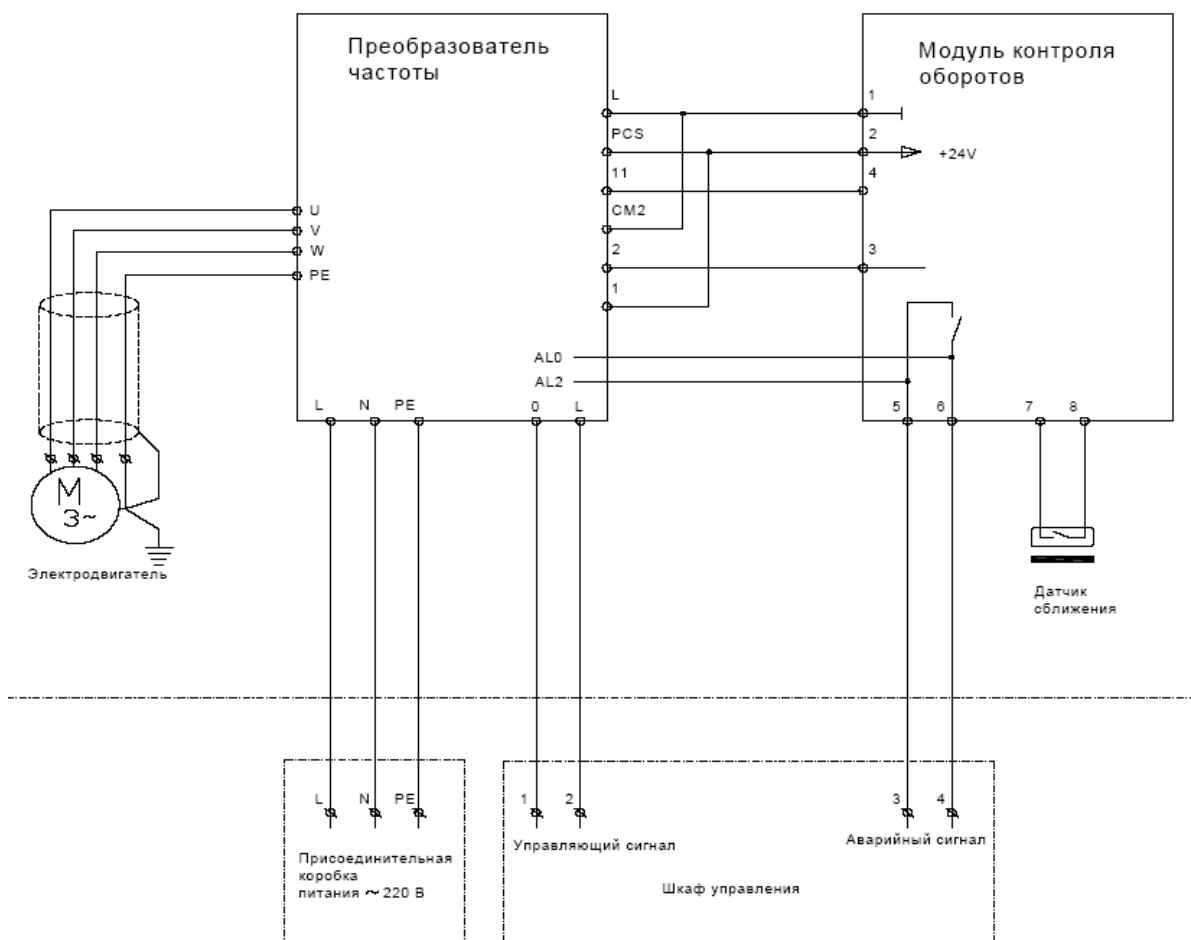 Преобразователь
частоты
Модуль контроля
оборотов
L
1
PCS
2
+24V
11
4
CM2
U
V
W
2
3
PE
1
AL0
AL2
L
N
PE
0
L
5
6
7
8
M
3~
Электродвигатель
Датчик
сближения
L
N
PE
1
2
3
4
Управляющий сигнал
Аварийный сигнал
Присоединительная
коробка
питания ~ 220 В
Шкаф управления